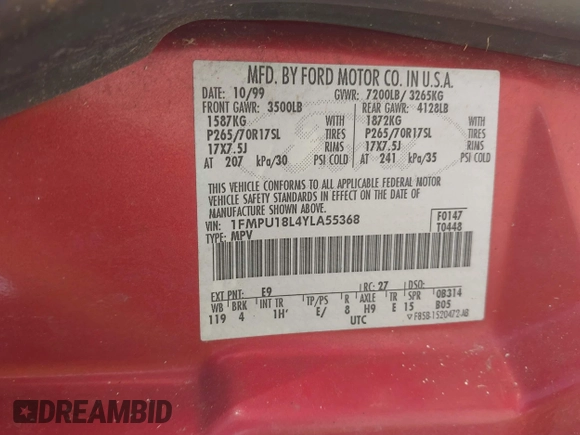 MFD. BY FORD MOTOR CO. IN U.S.A.
DATE: 10/99 GVWR: 7200LB/ 3265KG
FRONT GAWR: 3500LB REAR GAWR: 4128LB
1587KG WITH 1872KG WITH
P265/70R17SL TIRES P265/70R17SL TIRES
17X7.5J RIMS 17X7.5J RIMS
AT 207 kPa/30 PSI COLD AT 241 kPa/35 PSI COLD
THIS VEHICLE CONFORMS TO ALL APPLICABLE FEDERAL MOTOR
VEHICLE SAFETY STANDARDS IN EFFECT ON THE DATE OF
MANUFACTURE SHOWN ABOVE.
VIN: 1FMPU18L4YLA55368 F0147
TYPE: MPV T0448
EXT PNT: E9 RC: 27 DSO:
WB BRK INT TR TP/PS R AXLE TR SPR 0B314
119 4 1H' E/ 8 H9 E 15 B05
UTC F85B-1520472-AB
DREAMBID